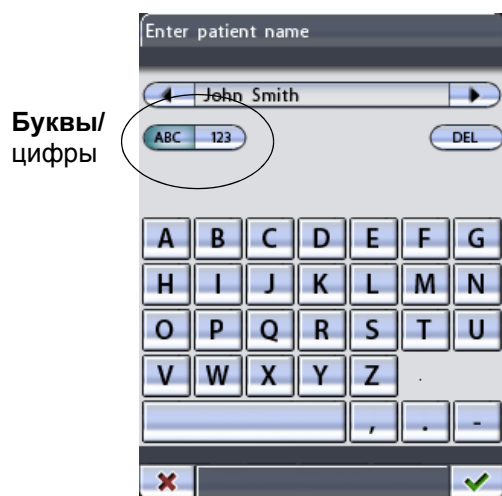 Enter patient name
John Smith
Буквы/
цифры
ABC 123 DEL
A B C D E F G
H I J K L M N
O P Q R S T U
V W X Y Z .
, . -